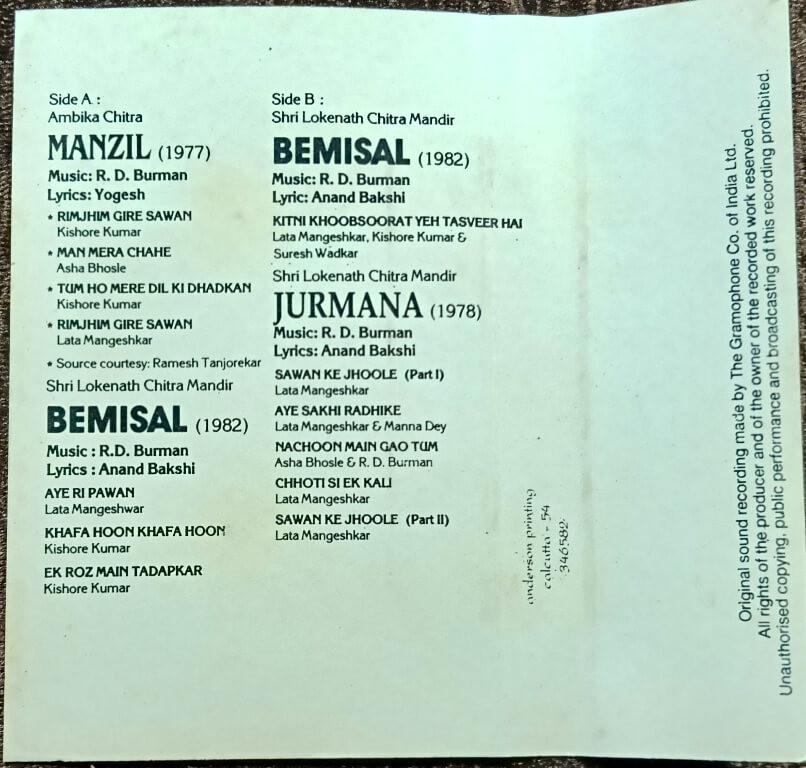 Side A :
Ambika Chitra
MANZIL (1977)
Music: R. D. Burman
Lyrics: Yogesh
* RIMJHIM GIRE SAWAN
Kishore Kumar
* MAN MERA CHAHE
Asha Bhosle
* TUM HO MERE DIL KI DHADKAN
Kishore Kumar
* RIMJHIM GIRE SAWAN
Lata Mangeshkar
* Source courtesy: Ramesh Tanjorekar
Shri Lokenath Chitra Mandir
BEMISAL (1982)
Music : R.D. Burman
Lyrics : Anand Bakshi
AYE RI PAWAN
Lata Mangeshwar
KHAFA HOON KHAFA HOON
Kishore Kumar
EK ROZ MAIN TADAPKAR
Kishore Kumar
Side B :
Shri Lokenath Chitra Mandir
BEMISAL (1982)
Music: R. D. Burman
Lyric: Anand Bakshi
KITNI KHOOBSOORAT YEH TASVEER HAI
Lata Mangeshkar, Kishore Kumar &
Suresh Wadkar
Shri Lokenath Chitra Mandir
JURMANA (1978)
Music: R. D. Burman
Lyrics: Anand Bakshi
SAWAN KE JHOOLE (Part I)
Lata Mangeshkar
AYE SAKHI RADHIKE
Lata Mangeshkar & Manna Dey
NACHOON MAIN GAO TUM
Asha Bhosle & R. D. Burman
CHHOTI SI EK KALI
Lata Mangeshkar
SAWAN KE JHOOLE (Part II)
Lata Mangeshkar
anderson printing
calcutta - 54
346582
Original sound recording made by The Gramophone Co. of India Ltd.
All rights of the producer and of the owner of the recorded work reserved.
Unauthorised copying, public performance and broadcasting of this recording prohibited.